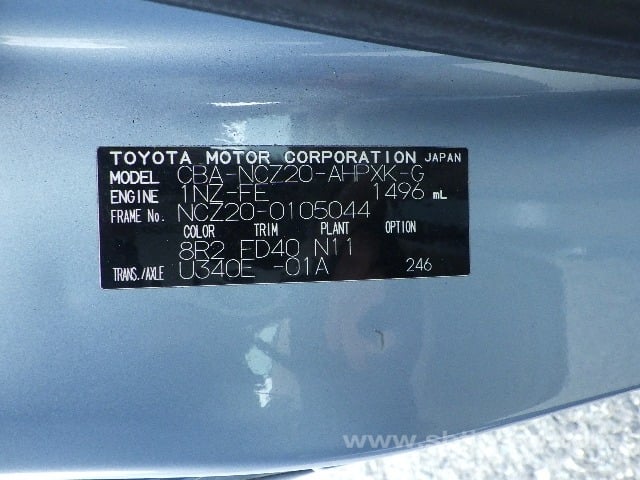 TOYOTA MOTOR CORPORATION JAPAN
MODEL CBA-NCZ20-AHPXK-G
ENGINE 1NZ-FE 1496 mL
FRAME No. NCZ20-0105044
COLOR TRIM PLANT OPTION
8R2 FD40 N11
TRANS./AXLE U340E -01A 246